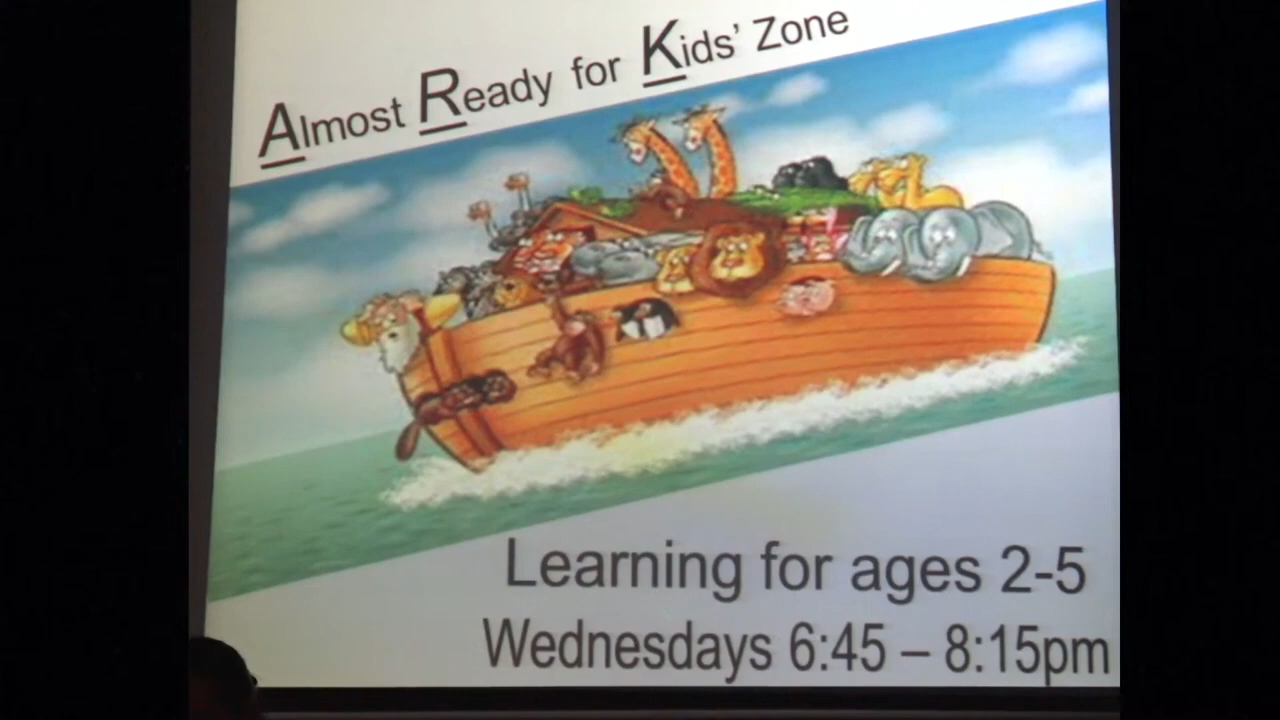 Almost Ready for Kids' Zone
Learning for ages 2-5
Wednesdays 6:45 – 8:15pm